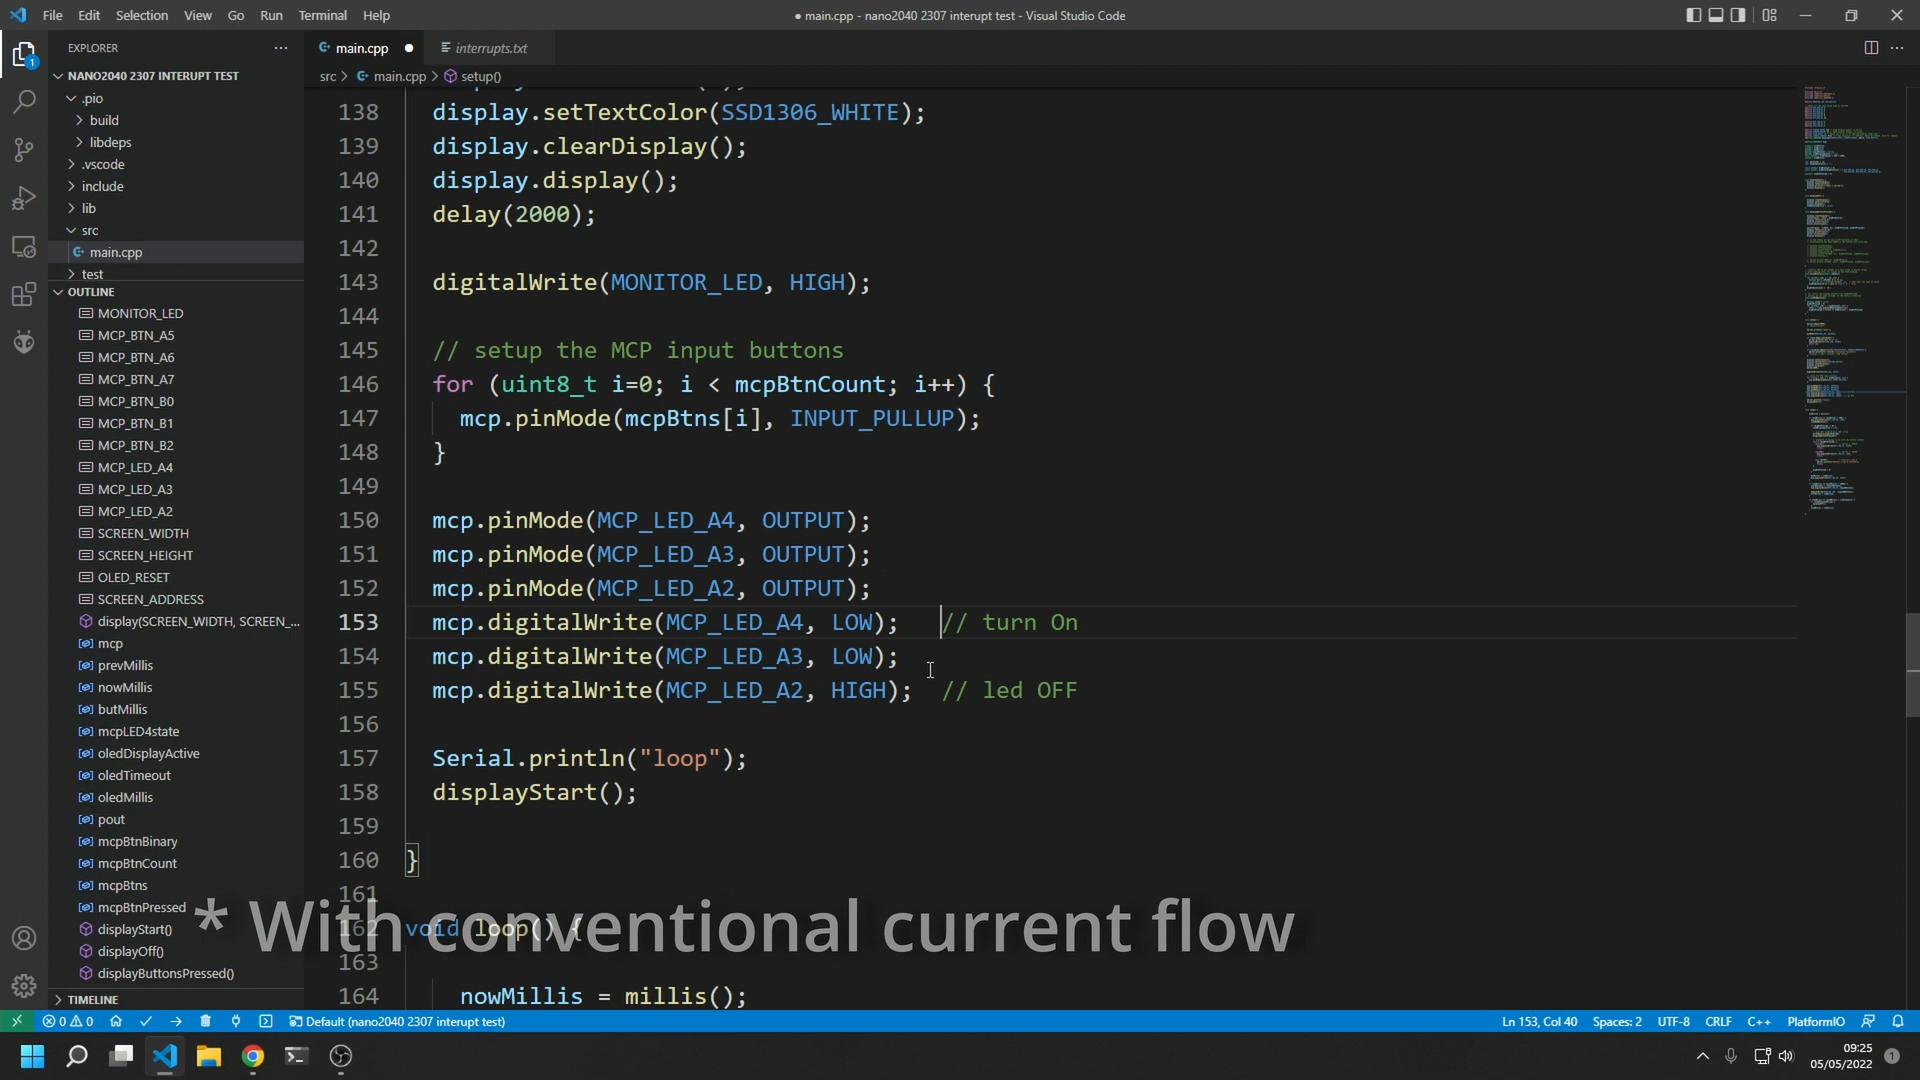 File Edit Selection View Go Run Terminal Help
● main.cpp - nano2040 2307 interupt test - Visual Studio Code
EXPLORER
NANO2040 2307 INTERUPT TEST
.pio
build
libdeps
.vscode
include
lib
src
main.cpp
test
OUTLINE
MONITOR_LED
MCP_BTN_A5
MCP_BTN_A6
MCP_BTN_A7
MCP_BTN_B0
MCP_BTN_B1
MCP_BTN_B2
MCP_LED_A4
MCP_LED_A3
MCP_LED_A2
SCREEN_WIDTH
SCREEN_HEIGHT
OLED_RESET
SCREEN_ADDRESS
display(SCREEN_WIDTH, SCREEN_...
mcp
prevMillis
nowMillis
butMillis
mcpLED4state
oledDisplayActive
oledTimeout
oledMillis
pout
mcpBtnBinary
mcpBtnCount
mcpBtns
mcpBtnPressed
displayStart()
displayOff()
displayButtonsPressed()
TIMELINE
main.cpp
interrupts.txt
src > main.cpp > setup()
138 display.setTextColor(SSD1306_WHITE);
139 display.clearDisplay();
140 display.display();
141 delay(2000);
142
143 digitalWrite(MONITOR_LED, HIGH);
144
145 // setup the MCP input buttons
146 for (uint8_t i=0; i < mcpBtnCount; i++) {
147 mcp.pinMode(mcpBtns[i], INPUT_PULLUP);
148 }
149
150 mcp.pinMode(MCP_LED_A4, OUTPUT);
151 mcp.pinMode(MCP_LED_A3, OUTPUT);
152 mcp.pinMode(MCP_LED_A2, OUTPUT);
153 mcp.digitalWrite(MCP_LED_A4, LOW); // turn On
154 mcp.digitalWrite(MCP_LED_A3, LOW);
155 mcp.digitalWrite(MCP_LED_A2, HIGH); // led OFF
156
157 Serial.println("loop");
158 displayStart();
159
160 }
161
162 void loop() {
163
164 nowMillis = millis();
* With conventional current flow
0 0 Default (nano2040 2307 interupt test)
Ln 153, Col 40 Spaces: 2 UTF-8 CRLF C++ PlatformIO
09:25
05/05/2022
1